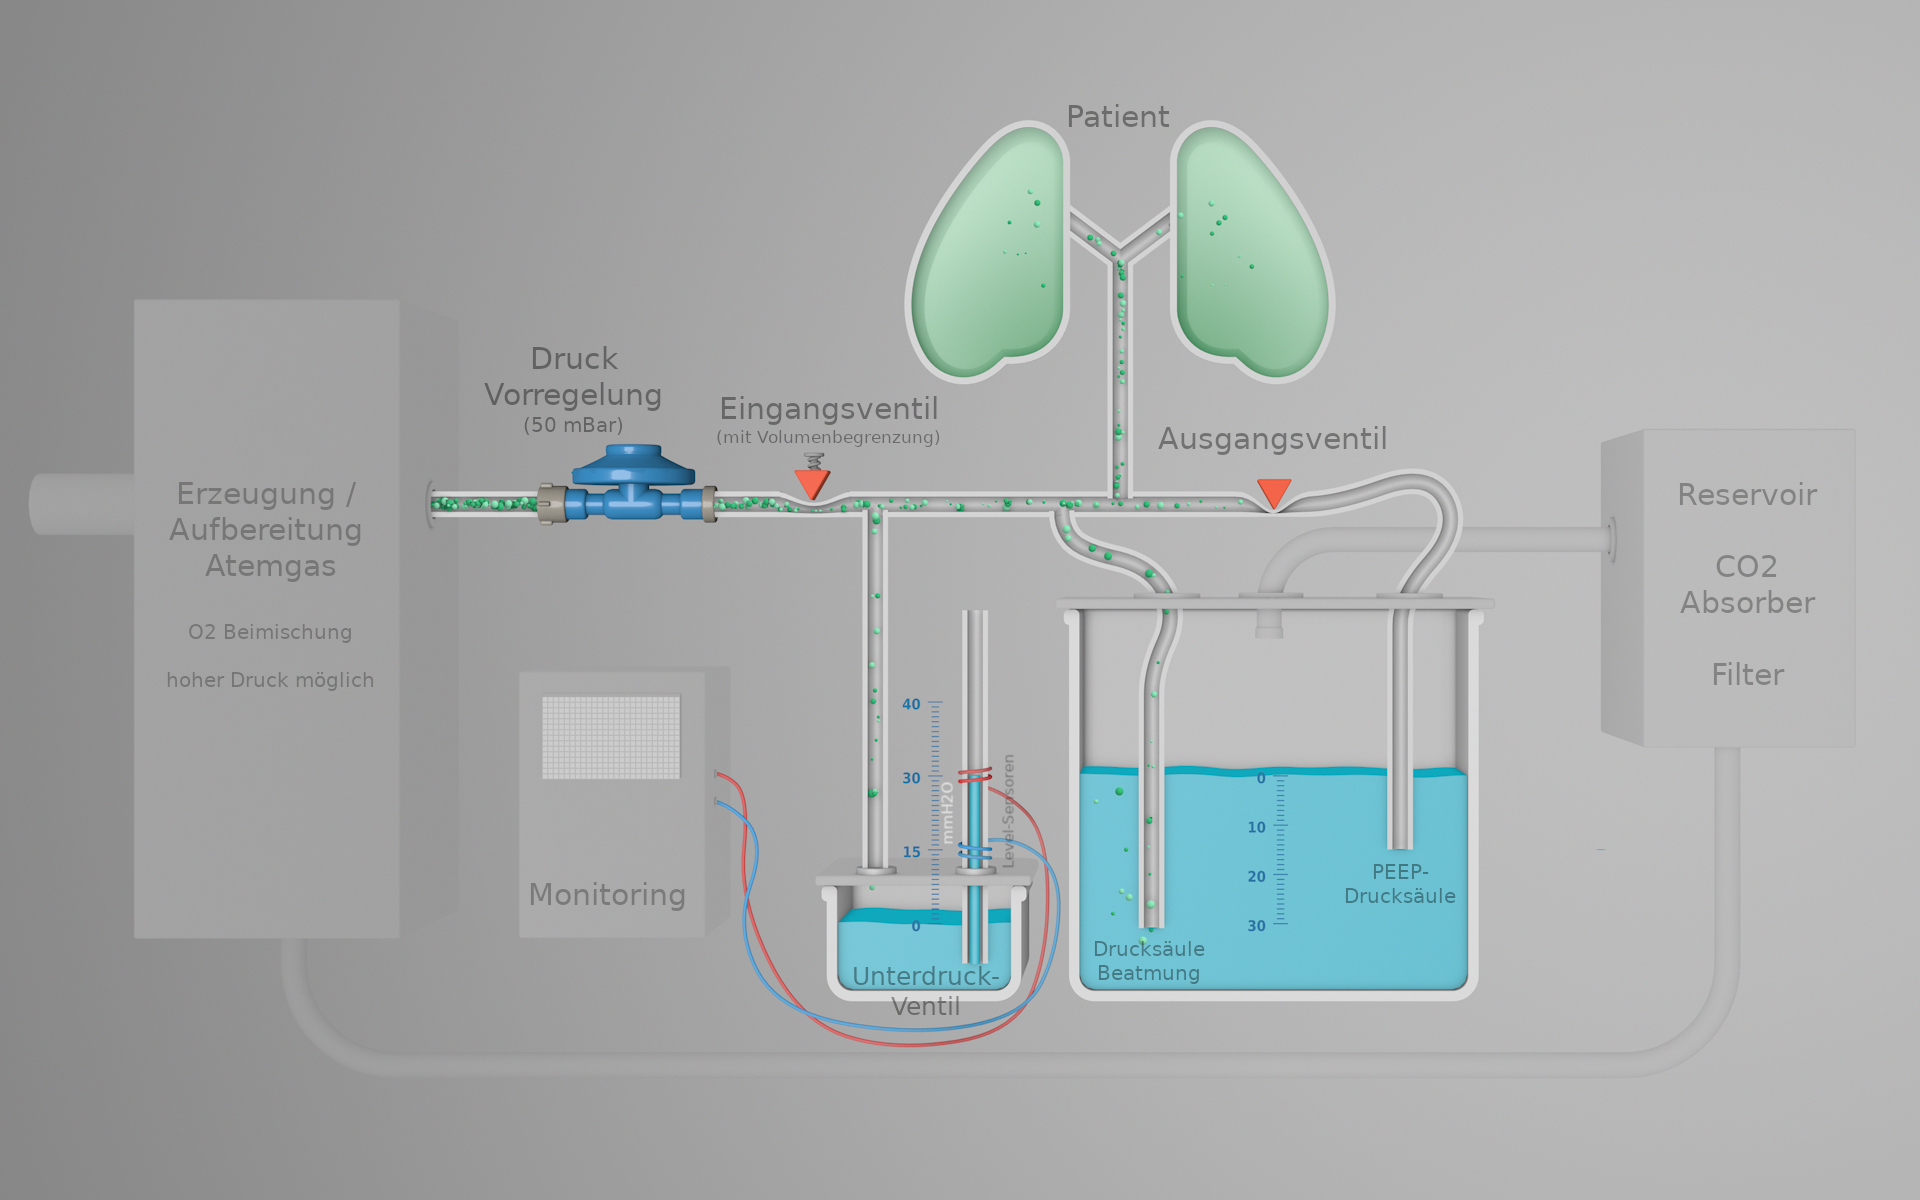 Patient
Druck
Vorregelung
(50 mBar)
Eingangsventil
(mit Volumenbegrenzung)
Ausgangsventil
Erzeugung /
Aufbereitung
Atemgas
O2 Beimischung
hoher Druck möglich
Reservoir
CO2
Absorber
Filter
Monitoring
40
30
15
0
mmH2O
Level-Sensoren
Unterdruck-
Ventil
0
10
20
30
Drucksäule
Beatmung
PEEP-
Drucksäule